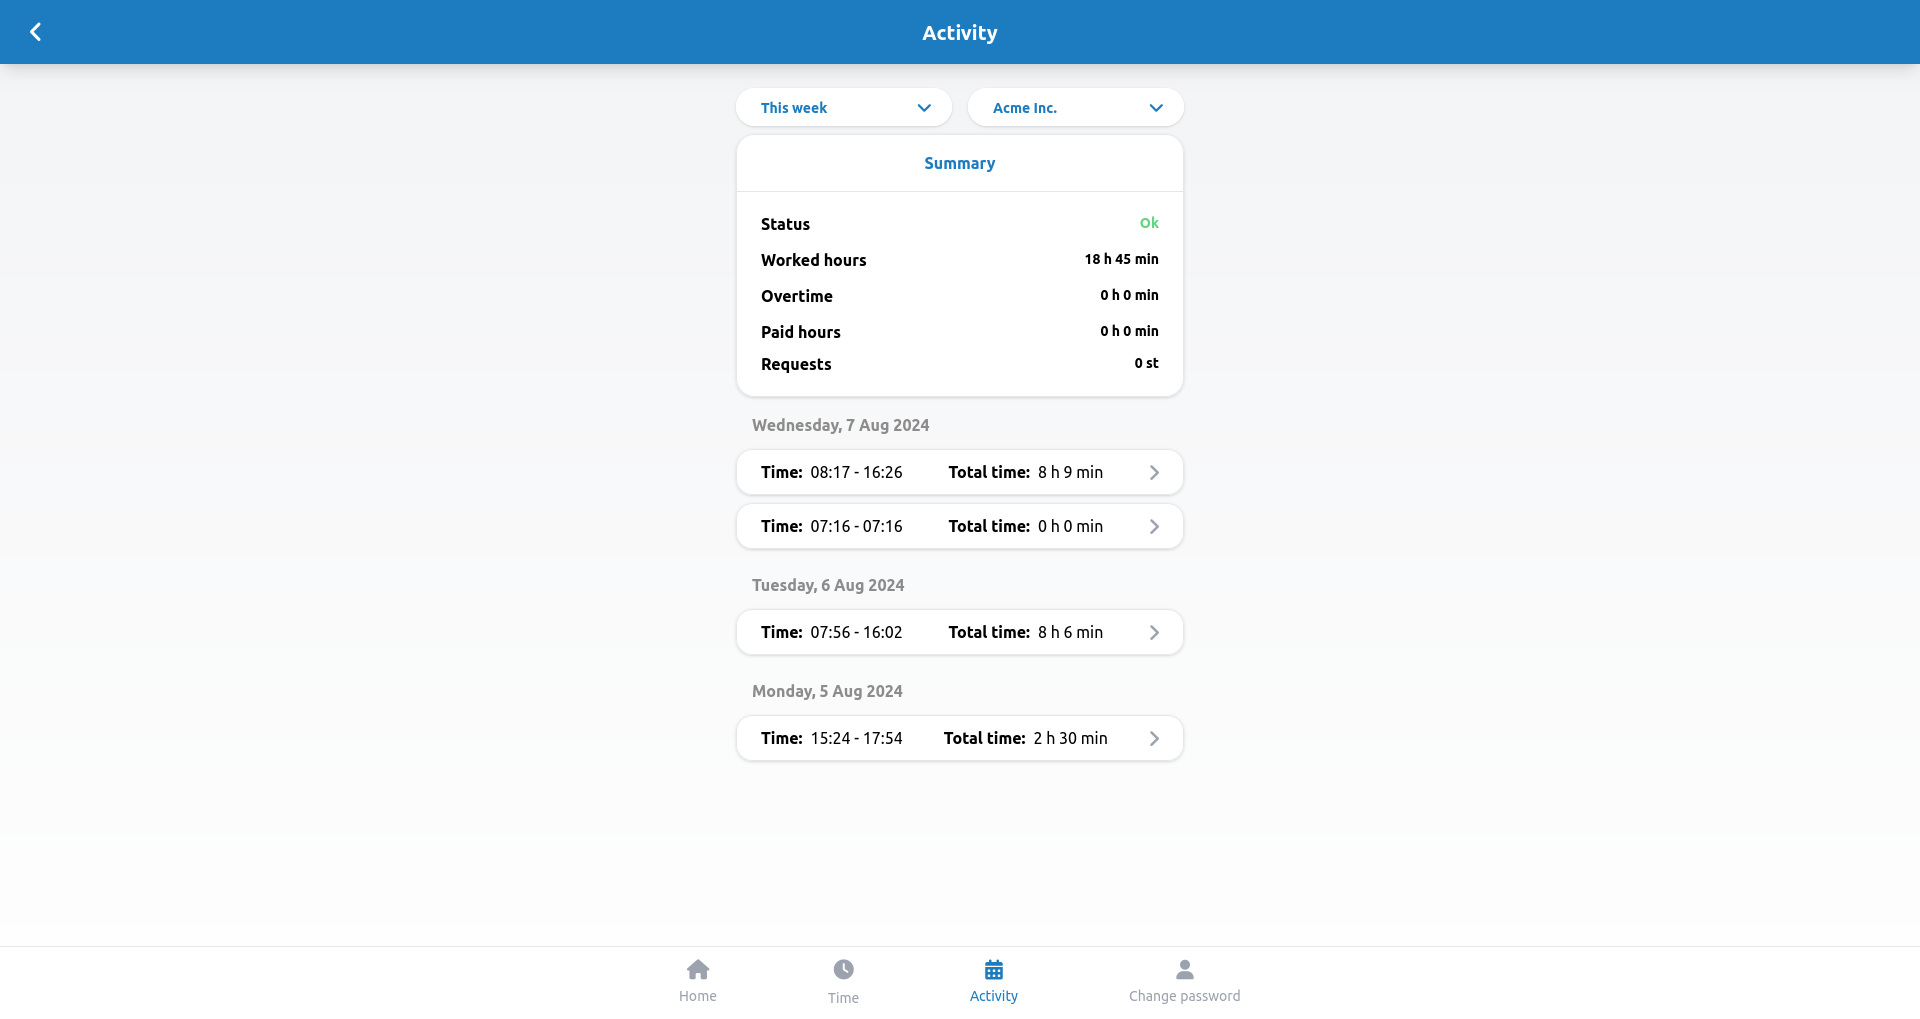 Activity
This week
Acme Inc.
Summary
Status Ok
Worked hours 18 h 45 min
Overtime 0 h 0 min
Paid hours 0 h 0 min
Requests 0 st
Wednesday, 7 Aug 2024
Time: 08:17 - 16:26 Total time: 8 h 9 min
Time: 07:16 - 07:16 Total time: 0 h 0 min
Tuesday, 6 Aug 2024
Time: 07:56 - 16:02 Total time: 8 h 6 min
Monday, 5 Aug 2024
Time: 15:24 - 17:54 Total time: 2 h 30 min
Home
Time
Activity
Change password